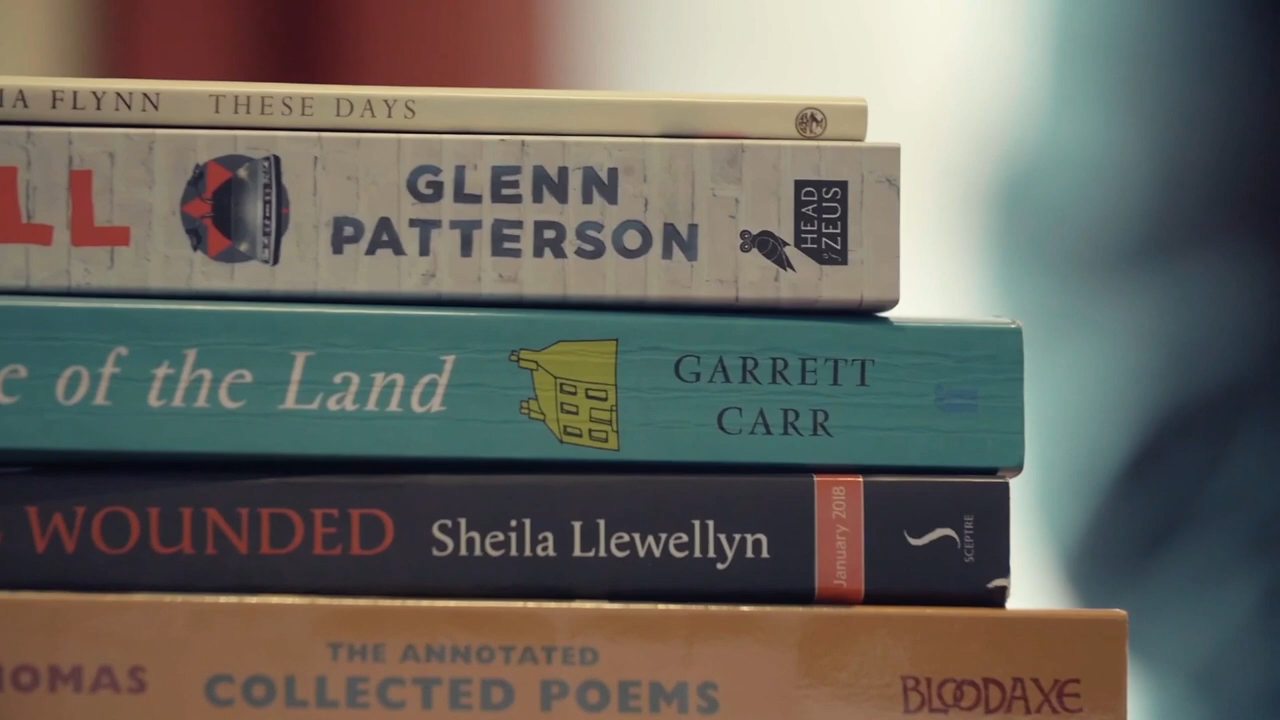 IA FLYNN THESE DAYS
LL GLENN
PATTERSON
HEAD
of ZEUS
e of the Land GARRETT
CARR
WOUNDED Sheila Llewellyn January 2018 SCEPTRE
HOMAS THE ANNOTATED
COLLECTED POEMS BLOODAXE